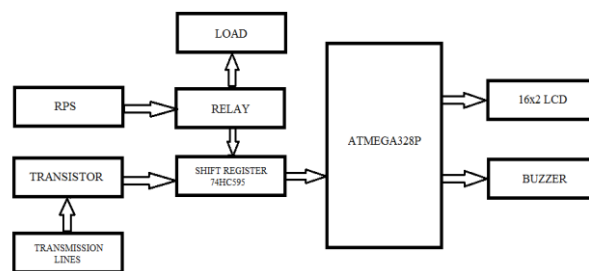 LOAD
RPS
RELAY
ATMEGA328P
16x2 LCD
TRANSISTOR
SHIFT REGISTER
74HC595
BUZZER
TRANSMISSION
LINES